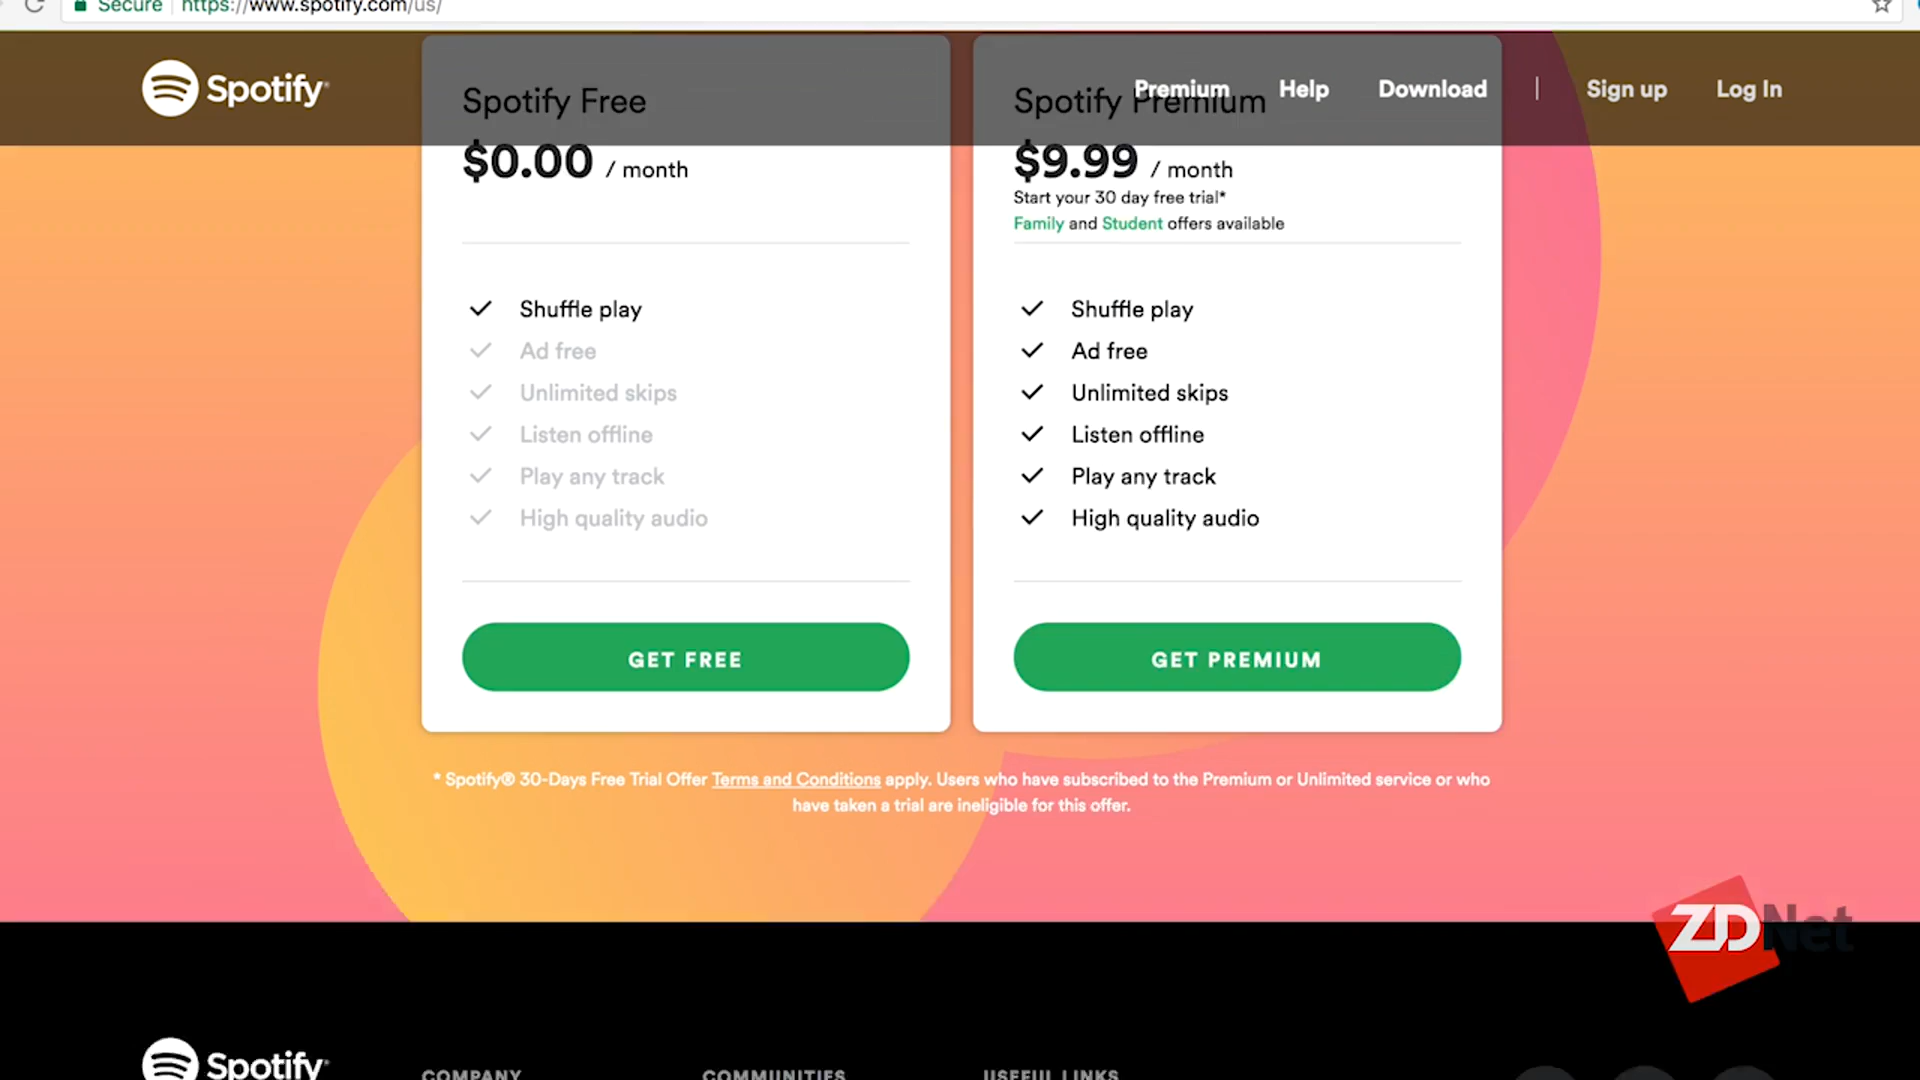 Secure https://www.spotify.com/us/
Spotify
Premium Help Download | Sign up Log In
Spotify Free
$0.00 / month
Shuffle play
Ad free
Unlimited skips
Listen offline
Play any track
High quality audio
GET FREE
Spotify Premium
$9.99 / month
Start your 30 day free trial*
Family and Student offers available
Shuffle play
Ad free
Unlimited skips
Listen offline
Play any track
High quality audio
GET PREMIUM
* Spotify® 30-Days Free Trial Offer Terms and Conditions apply. Users who have subscribed to the Premium or Unlimited service or who
have taken a trial are ineligible for this offer.
ZDNet
Spotify
COMPANY COMMUNITIES USEFUL LINKS